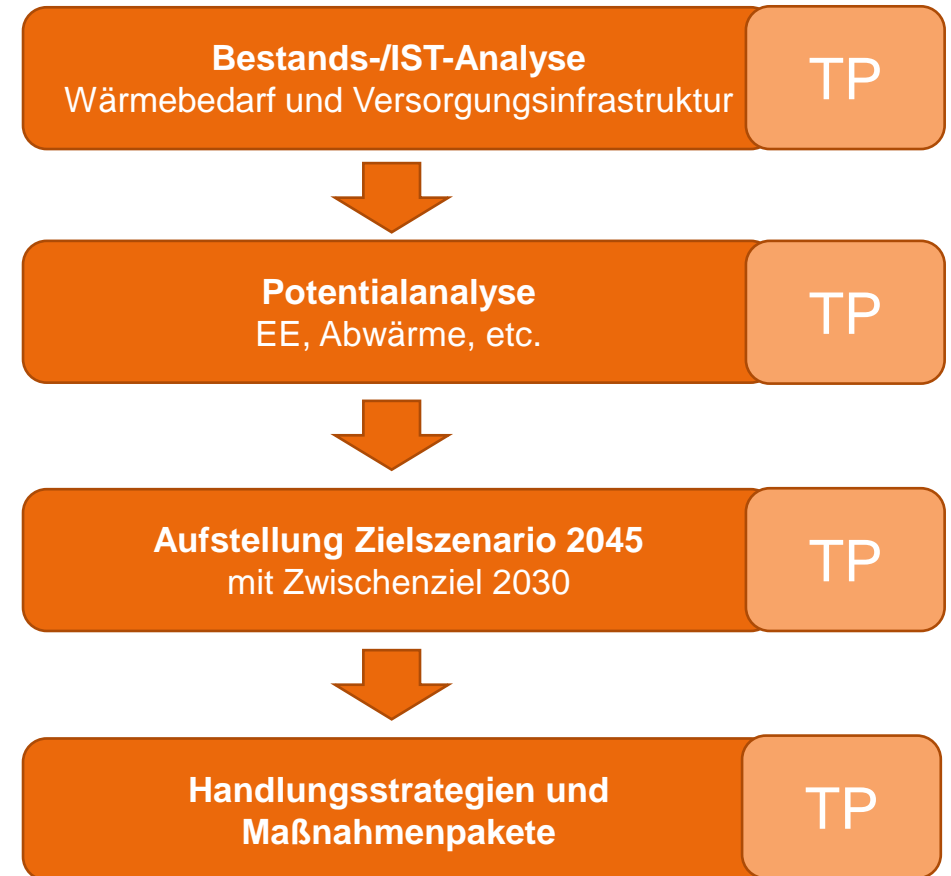 Bestands-/IST-Analyse
Wärmebedarf und Versorgungsinfrastruktur
TP
Potentialanalyse
EE, Abwärme, etc.
TP
Aufstellung Zielszenario 2045
mit Zwischenziel 2030
TP
Handlungsstrategien und
Maßnahmenpakete
TP